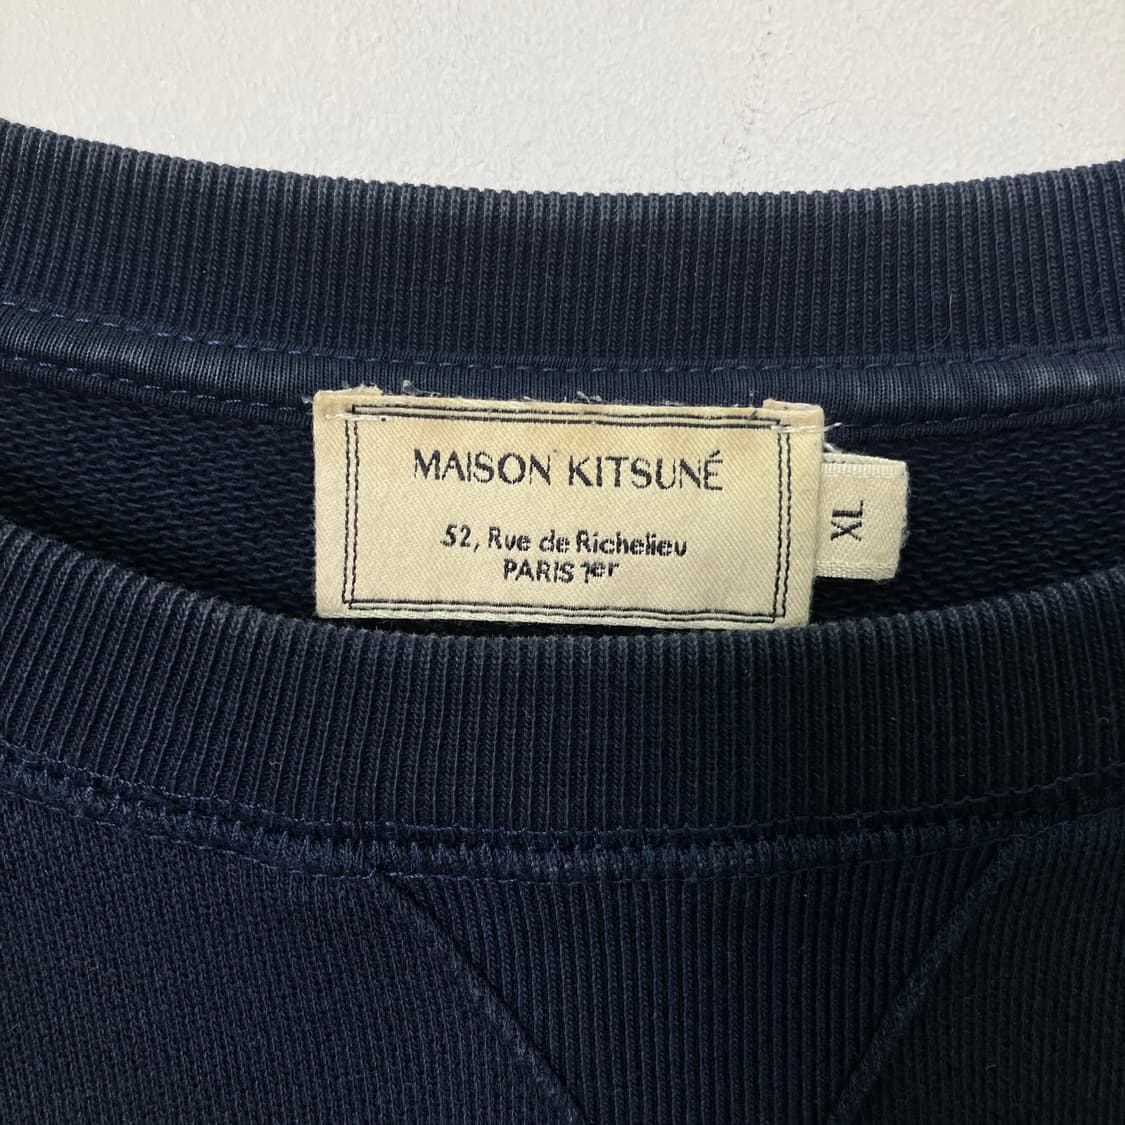 MAISON KITSUNÉ
52, Rue de Richelieu
PARIS 1er
XL